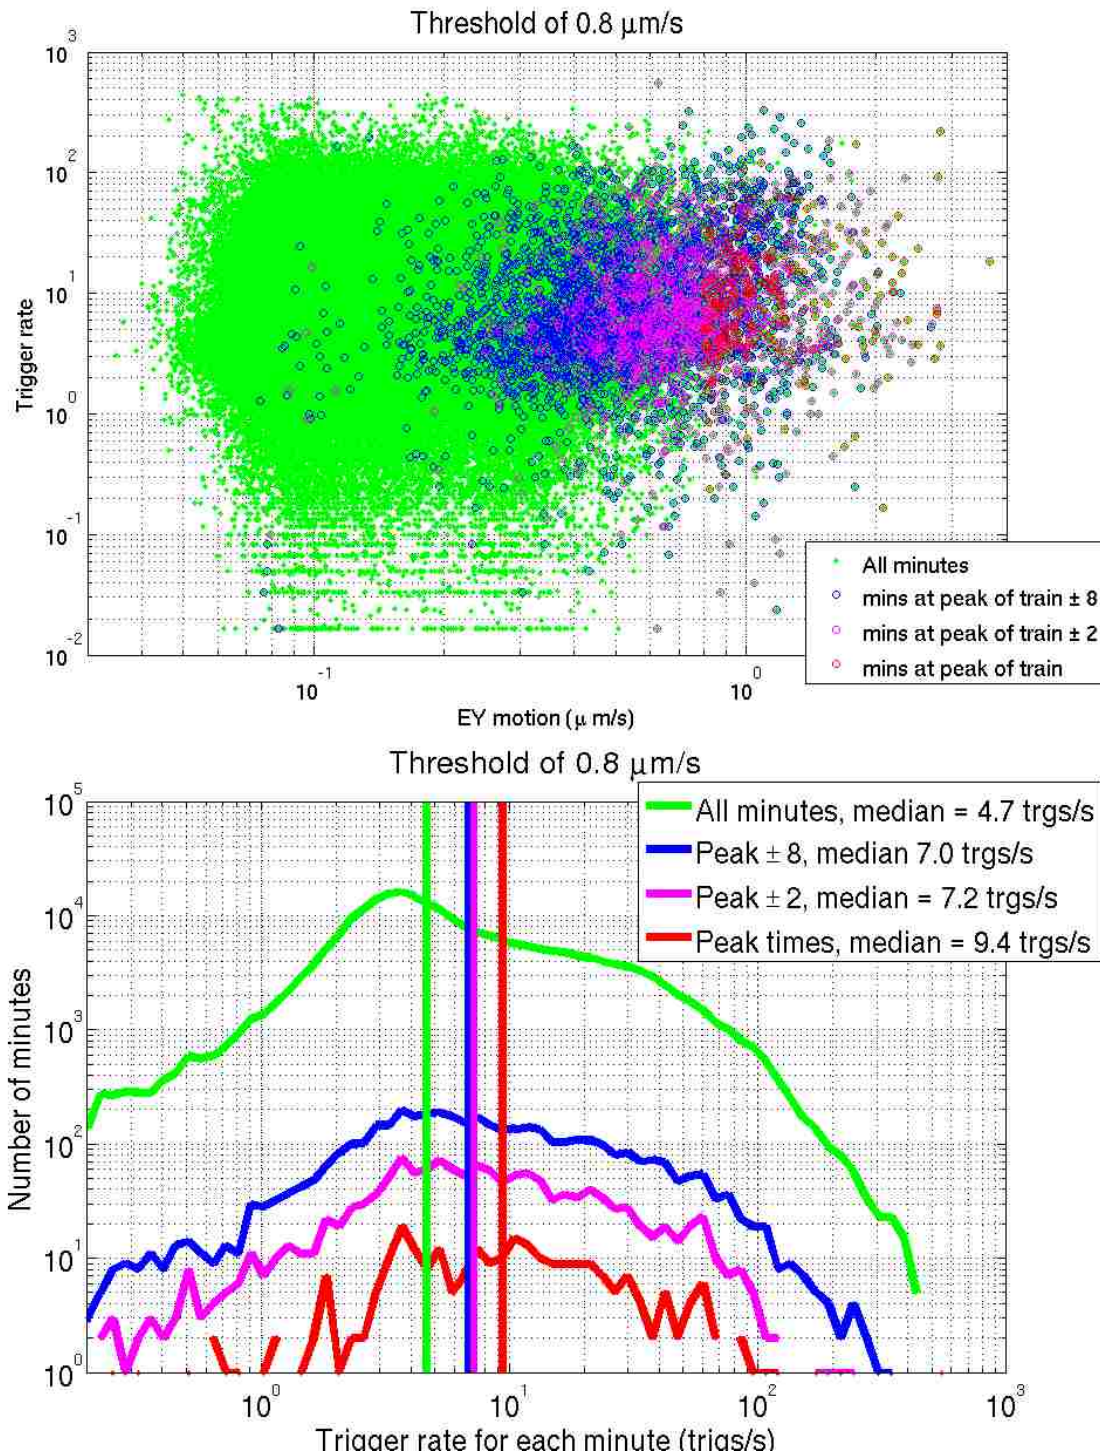 Threshold of 0.8 μm/s
10^3
10^2
10^1
10^0
10^-1
10^-2
Trigger rate
All minutes
mins at peak of train ± 8
mins at peak of train ± 2
mins at peak of train
10^-1
10^0
EY motion (μ m/s)
Threshold of 0.8 μm/s
10^5
10^4
10^3
10^2
10^1
10^0
Number of minutes
All minutes, median = 4.7 trgs/s
Peak ± 8, median 7.0 trgs/s
Peak ± 2, median = 7.2 trgs/s
Peak times, median = 9.4 trgs/s
10^0
10^1
10^2
10^3
Trigger rate for each minute (trigs/s)